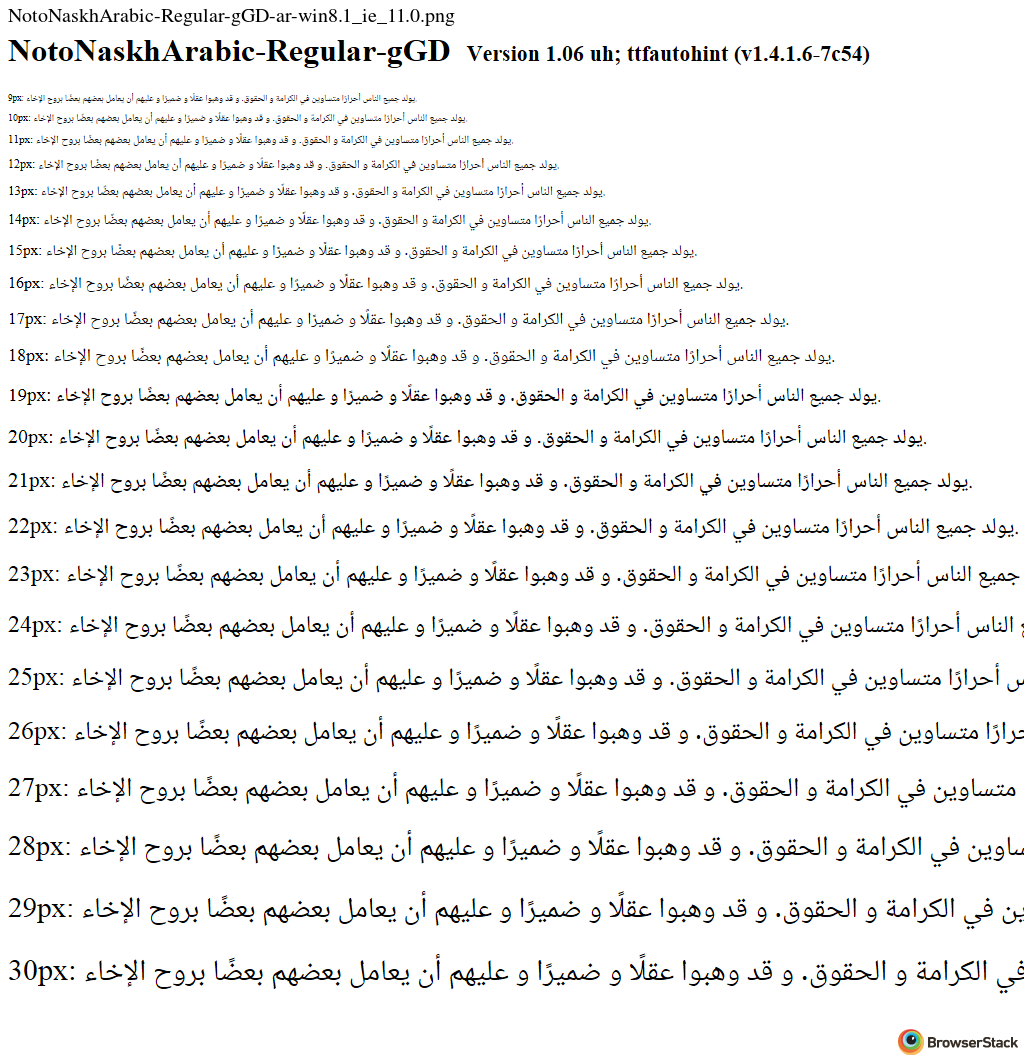 NotoNaskhArabic-Regular-gGD-ar-win8.1_ie_11.0.png
NotoNaskhArabic-Regular-gGD Version 1.06 uh; ttfautohint (v1.4.1.6-7c54)
9px: يولد جميع الناس أحرارًا متساوين في الكرامة و الحقوق. و قد وهبوا عقلًا و ضميرًا و عليهم أن يعامل بعضهم بعضًا بروح الإخاء.
10px: يولد جميع الناس أحرارًا متساوين في الكرامة و الحقوق. و قد وهبوا عقلًا و ضميرًا و عليهم أن يعامل بعضهم بعضًا بروح الإخاء.
11px: يولد جميع الناس أحرارًا متساوين في الكرامة و الحقوق. و قد وهبوا عقلًا و ضميرًا و عليهم أن يعامل بعضهم بعضًا بروح الإخاء.
12px: يولد جميع الناس أحرارًا متساوين في الكرامة و الحقوق. و قد وهبوا عقلًا و ضميرًا و عليهم أن يعامل بعضهم بعضًا بروح الإخاء.
13px: يولد جميع الناس أحرارًا متساوين في الكرامة و الحقوق. و قد وهبوا عقلًا و ضميرًا و عليهم أن يعامل بعضهم بعضًا بروح الإخاء.
14px: يولد جميع الناس أحرارًا متساوين في الكرامة و الحقوق. و قد وهبوا عقلًا و ضميرًا و عليهم أن يعامل بعضهم بعضًا بروح الإخاء.
15px: يولد جميع الناس أحرارًا متساوين في الكرامة و الحقوق. و قد وهبوا عقلًا و ضميرًا و عليهم أن يعامل بعضهم بعضًا بروح الإخاء.
16px: يولد جميع الناس أحرارًا متساوين في الكرامة و الحقوق. و قد وهبوا عقلًا و ضميرًا و عليهم أن يعامل بعضهم بعضًا بروح الإخاء.
17px: يولد جميع الناس أحرارًا متساوين في الكرامة و الحقوق. و قد وهبوا عقلًا و ضميرًا و عليهم أن يعامل بعضهم بعضًا بروح الإخاء.
18px: يولد جميع الناس أحرارًا متساوين في الكرامة و الحقوق. و قد وهبوا عقلًا و ضميرًا و عليهم أن يعامل بعضهم بعضًا بروح الإخاء.
19px: يولد جميع الناس أحرارًا متساوين في الكرامة و الحقوق. و قد وهبوا عقلًا و ضميرًا و عليهم أن يعامل بعضهم بعضًا بروح الإخاء.
20px: يولد جميع الناس أحرارًا متساوين في الكرامة و الحقوق. و قد وهبوا عقلًا و ضميرًا و عليهم أن يعامل بعضهم بعضًا بروح الإخاء.
21px: يولد جميع الناس أحرارًا متساوين في الكرامة و الحقوق. و قد وهبوا عقلًا و ضميرًا و عليهم أن يعامل بعضهم بعضًا بروح الإخاء.
22px: يولد جميع الناس أحرارًا متساوين في الكرامة و الحقوق. و قد وهبوا عقلًا و ضميرًا و عليهم أن يعامل بعضهم بعضًا بروح الإخاء.
23px: جميع الناس أحرارًا متساوين في الكرامة و الحقوق. و قد وهبوا عقلًا و ضميرًا و عليهم أن يعامل بعضهم بعضًا بروح الإخاء
24px: الناس أحرارًا متساوين في الكرامة و الحقوق. و قد وهبوا عقلًا و ضميرًا و عليهم أن يعامل بعضهم بعضًا بروح الإخاء
25px: أحرارًا متساوين في الكرامة و الحقوق. و قد وهبوا عقلًا و ضميرًا و عليهم أن يعامل بعضهم بعضًا بروح الإخاء
26px: متساوين في الكرامة و الحقوق. و قد وهبوا عقلًا و ضميرًا و عليهم أن يعامل بعضهم بعضًا بروح الإخاء
27px: متساوين في الكرامة و الحقوق. و قد وهبوا عقلًا و ضميرًا و عليهم أن يعامل بعضهم بعضًا بروح الإخاء
28px: في الكرامة و الحقوق. و قد وهبوا عقلًا و ضميرًا و عليهم أن يعامل بعضهم بعضًا بروح الإخاء
29px: في الكرامة و الحقوق. و قد وهبوا عقلًا و ضميرًا و عليهم أن يعامل بعضهم بعضًا بروح الإخاء
30px: في الكرامة و الحقوق. و قد وهبوا عقلًا و ضميرًا و عليهم أن يعامل بعضهم بعضًا بروح الإخاء
BrowserStack